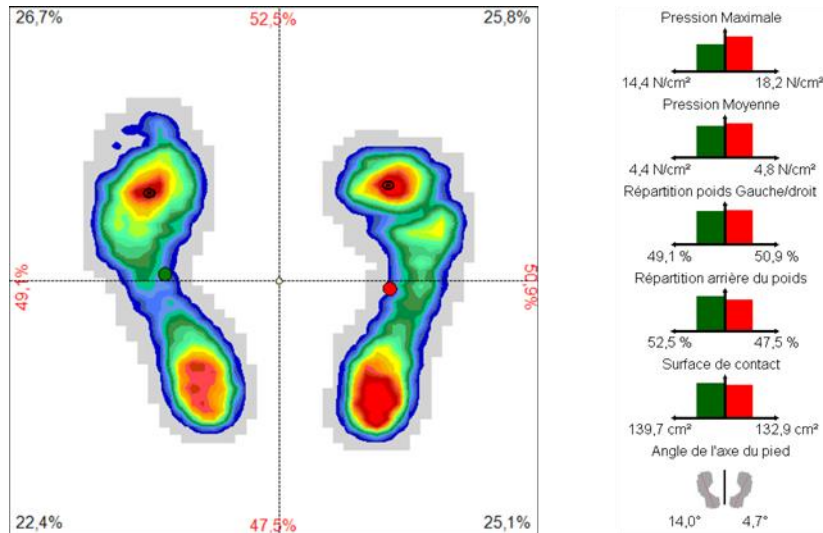 26,7%
52,5%
25,8%
49,1%
50,9%
22,4%
47,5%
25,1%
Pression Maximale
14,4 N/cm² 18,2 N/cm²
Pression Moyenne
4,4 N/cm² 4,8 N/cm²
Répartition poids Gauche/droit
49,1 % 50,9 %
Répartition arrière du poids
52,5 % 47,5 %
Surface de contact
139,7 cm² 132,9 cm²
Angle de l'axe du pied
14,0° 4,7°